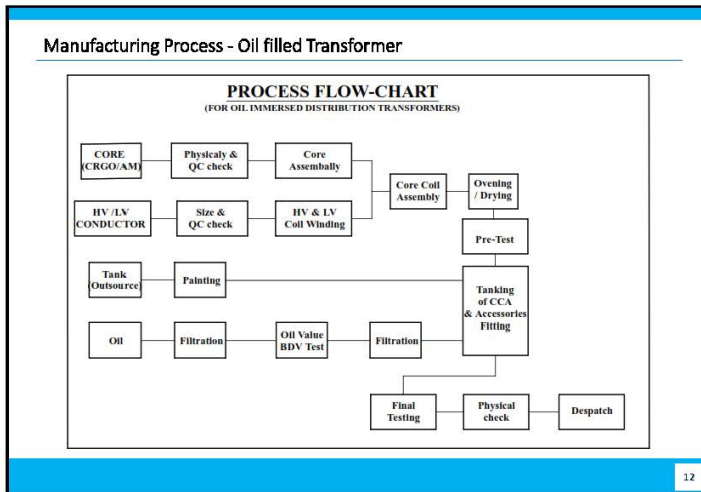 Manufacturing Process - Oil filled Transformer
PROCESS FLOW-CHART
(FOR OIL IMMERSED DISTRIBUTION TRANSFORMERS)
CORE
(CRGO/AM)
Physicaly &
QC check
Core
Assembally
Core Coil
Assembly
Ovening
/ Drying
HV /LV
CONDUCTOR
Size &
QC check
HV & LV
Coil Winding
Pre-Test
Tank
(Outsource)
Painting
Tanking
of CCA
& Accessories
Fitting
Oil
Filtration
Oil Value
BDV Test
Filtration
Final
Testing
Physical
check
Despatch
12